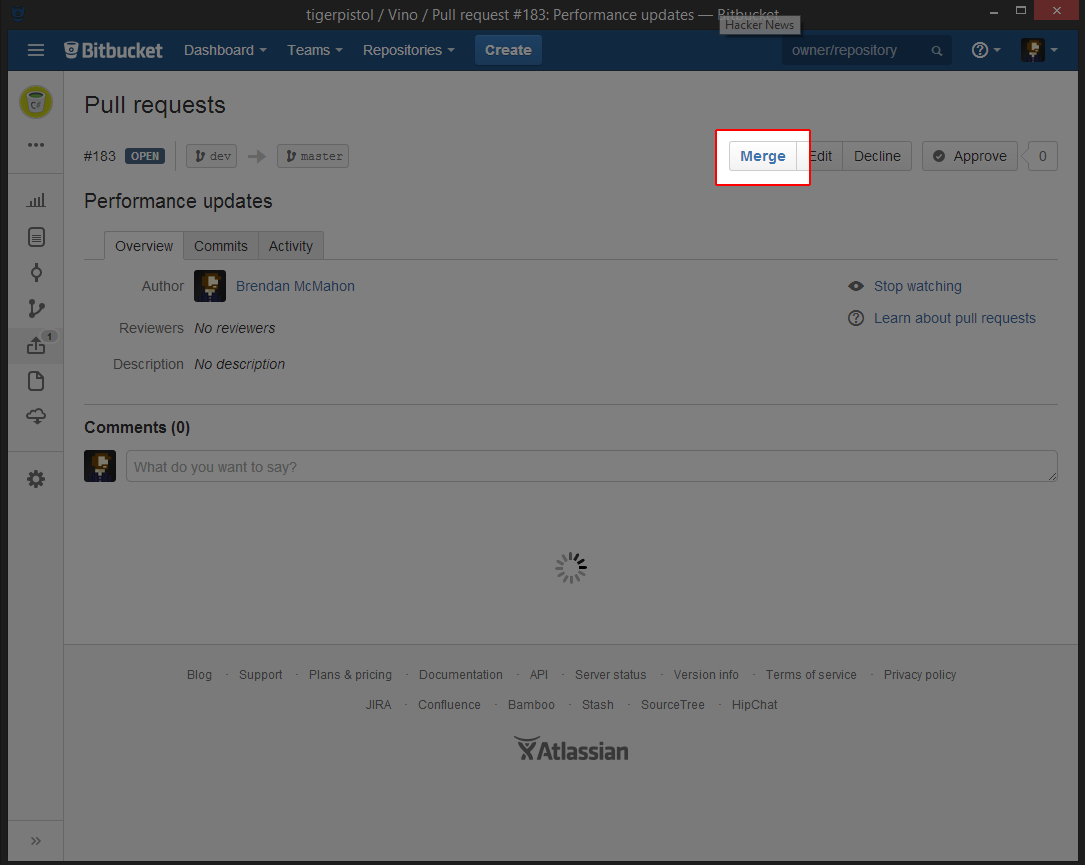 tigerpistol / Vino / Pull request #183: Performance updates — Bitbucket
Hacker News
Bitbucket Dashboard Teams Repositories Create owner/repository
Pull requests
#183 OPEN dev master Merge Edit Decline Approve 0
Performance updates
Overview Commits Activity
Author Brendan McMahon Stop watching
Reviewers No reviewers Learn about pull requests
1
Description No description
Comments (0)
What do you want to say?
Blog · Support · Plans & pricing · Documentation · API · Server status · Version info · Terms of service · Privacy policy
JIRA · Confluence · Bamboo · Stash · SourceTree · HipChat
Atlassian